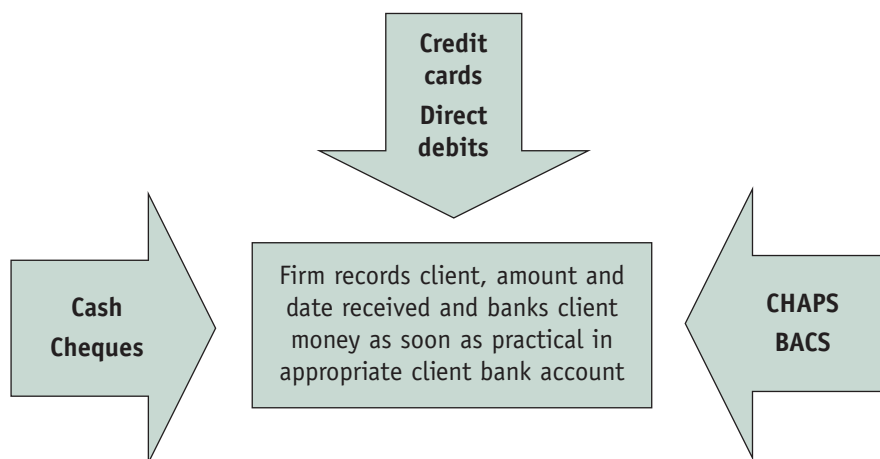 Credit
cards
Direct
debits
Cash
Cheques
Firm records client, amount and
date received and banks client
money as soon as practical in
appropriate client bank account
CHAPS
BACS